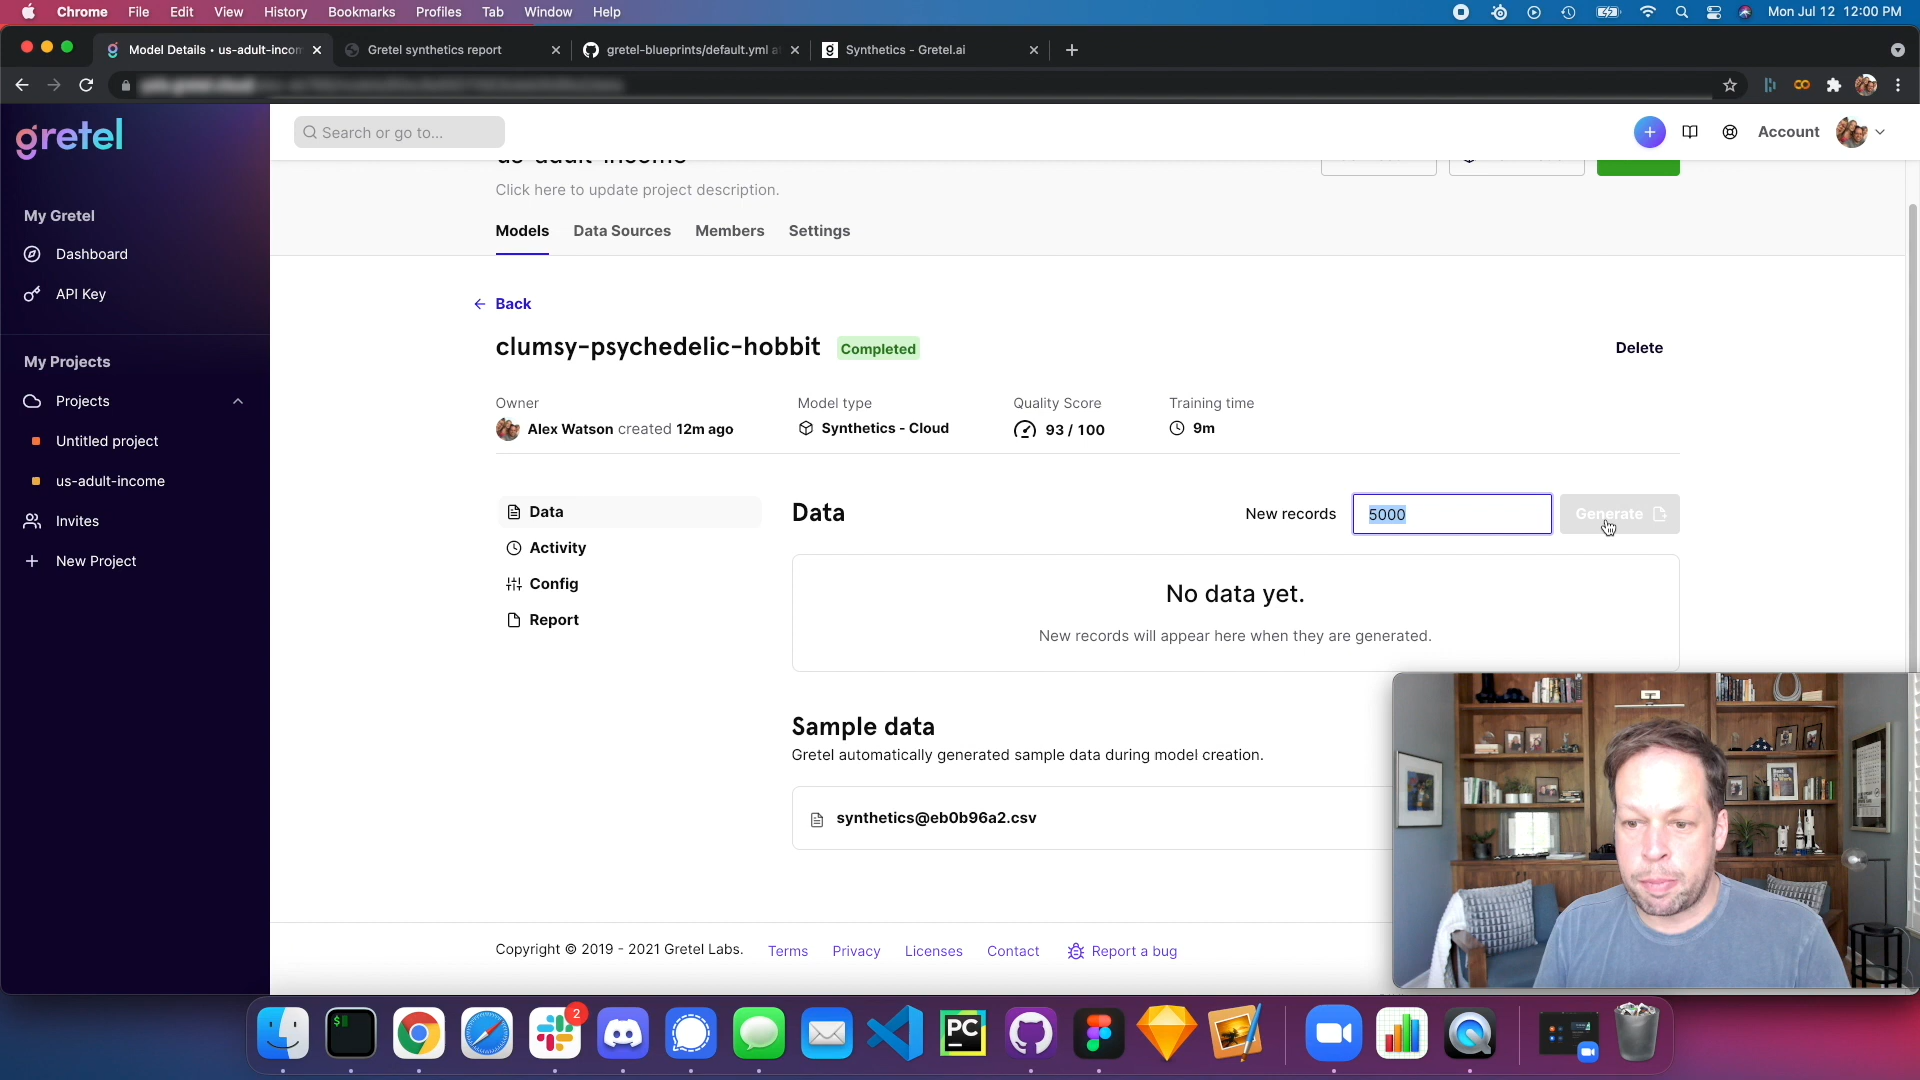 Chrome File Edit View History Bookmarks Profiles Tab Window Help
Mon Jul 12 12:00 PM
Model Details • us-adult-incom
Gretel synthetics report
gretel-blueprints/default.yml a
Synthetics - Gretel.ai
gretel
Search or go to...
Account
us-adult-income
Click here to update project description.
Models Data Sources Members Settings
My Gretel
Dashboard
API Key
My Projects
Projects
Untitled project
us-adult-income
Invites
New Project
Back
clumsy-psychedelic-hobbit Completed
Delete
Owner
Alex Watson created 12m ago
Model type
Synthetics - Cloud
Quality Score
93 / 100
Training time
9m
Data
Activity
Config
Report
Data
New records 5000 Generate
No data yet.
New records will appear here when they are generated.
Sample data
Gretel automatically generated sample data during model creation.
synthetics@eb0b96a2.csv
Copyright © 2019 - 2021 Gretel Labs. Terms Privacy Licenses Contact Report a bug
2
PC